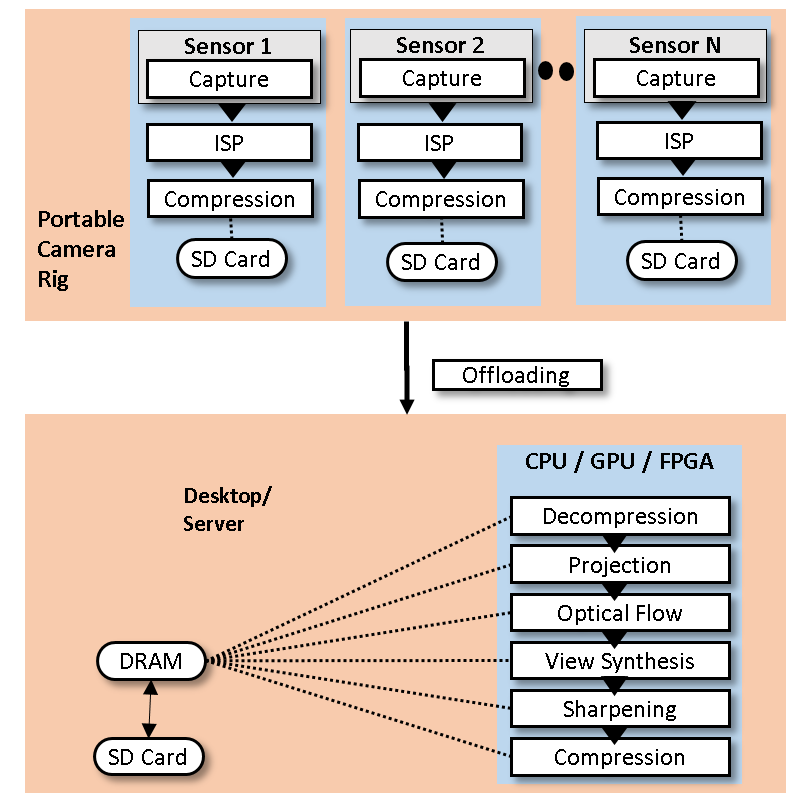 Sensor 1
Capture
ISP
Compression
SD Card
Sensor 2
Capture
ISP
Compression
SD Card
Sensor N
Capture
ISP
Compression
SD Card
Portable
Camera
Rig
Offloading
Desktop/
Server
DRAM
SD Card
CPU / GPU / FPGA
Decompression
Projection
Optical Flow
View Synthesis
Sharpening
Compression